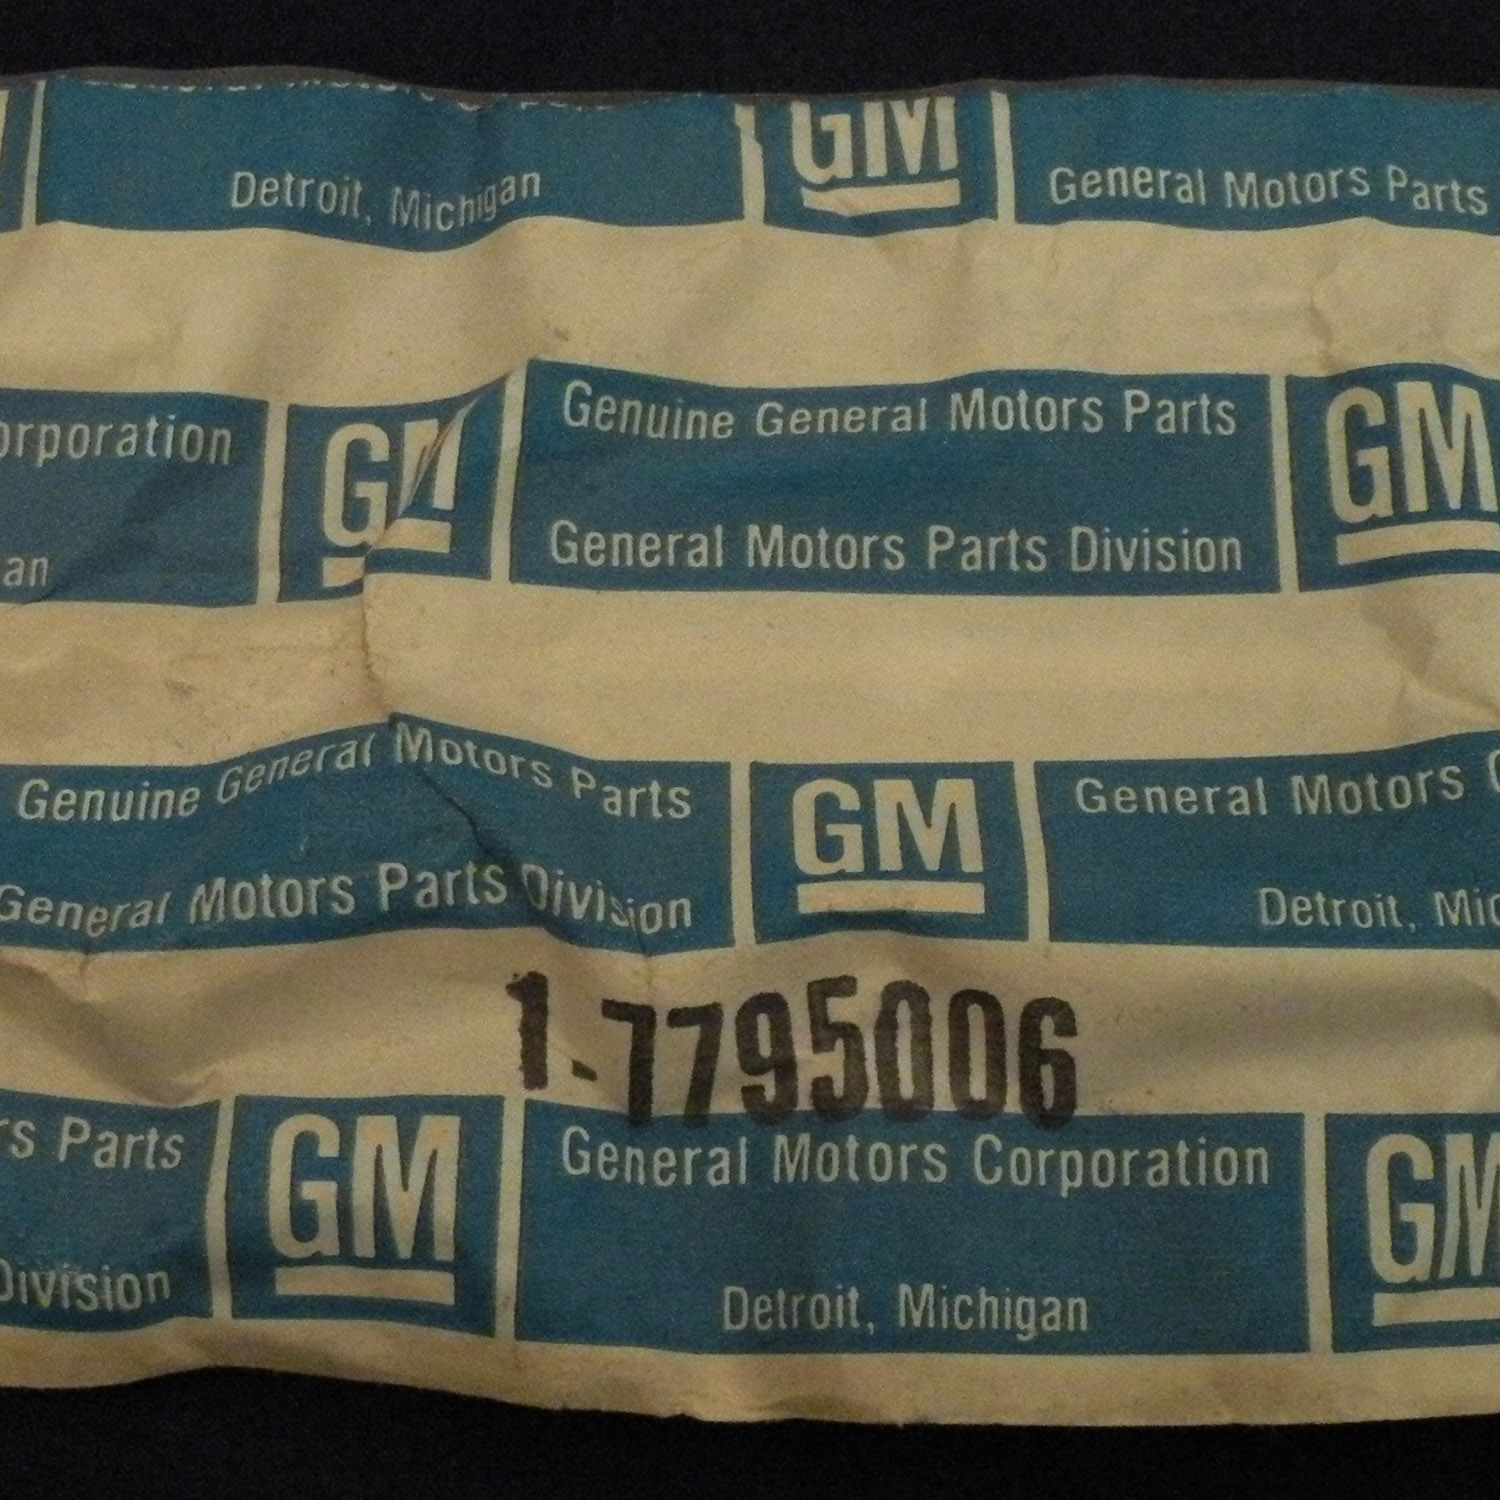 Detroit, Michigan
GM
General Motors Parts
orporation
an
GM
Genuine General Motors Parts
General Motors Parts Division
GM
Genuine General Motors Parts
General Motors Parts Division
GM
General Motors
Detroit, Mic
1-7795006
rs Parts
Division
GM
General Motors Corporation
Detroit, Michigan
GM